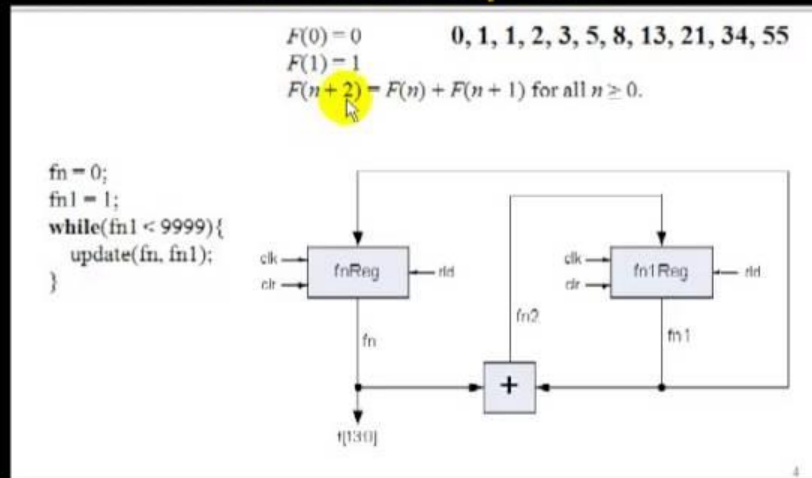 F(0) = 0
0, 1, 1, 2, 3, 5, 8, 13, 21, 34, 55
F(1) = 1
F(n + 2) = F(n) + F(n + 1) for all n ≥ 0.
fn = 0;
fn1 = 1;
while(fn1 < 9999){
update(fn, fn1);
}
clk
clr
fnReg
rld
clk
clr
fn1Reg
rld
fn2
fn
fn1
+
f[13:0]
4